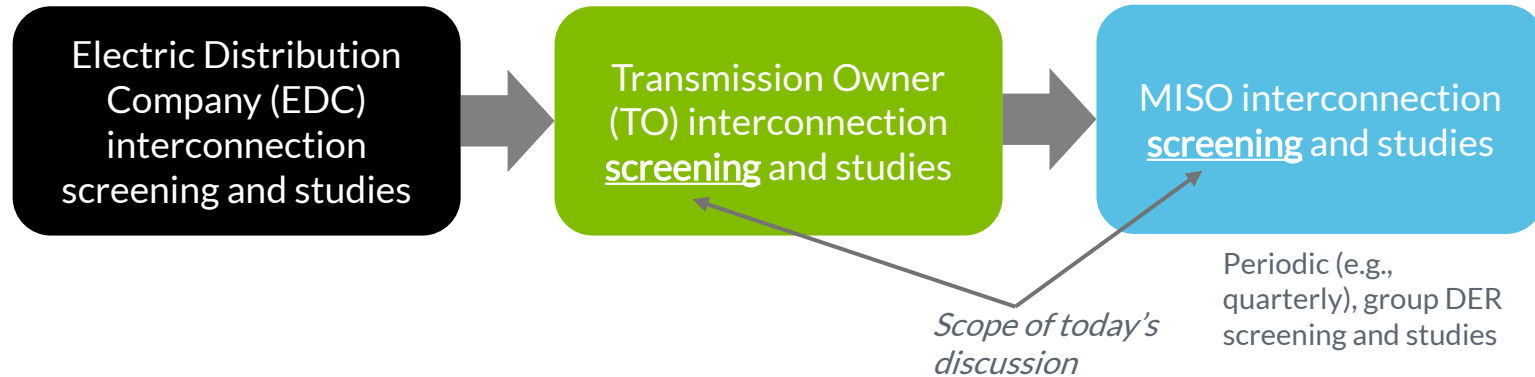 Electric Distribution
Company (EDC)
interconnection
screening and studies
Transmission Owner
(TO) interconnection
screening and studies
MISO interconnection
screening and studies
Periodic (e.g.,
quarterly), group DER
screening and studies
Scope of today's
discussion